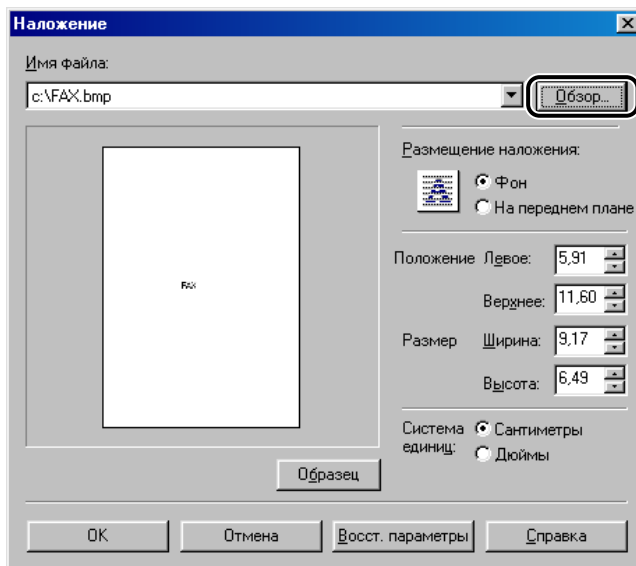 Наложение
Имя файла:
c:\FAX.bmp
Обзор...
FAX
Размещение наложения:
Фон
На переднем плане
Положение Левое: 5,91
Верхнее: 11,60
Размер Ширина: 9,17
Высота: 6,49
Система единиц:
Сантиметры
Дюймы
Образец
OK Отмена Восст. параметры Справка